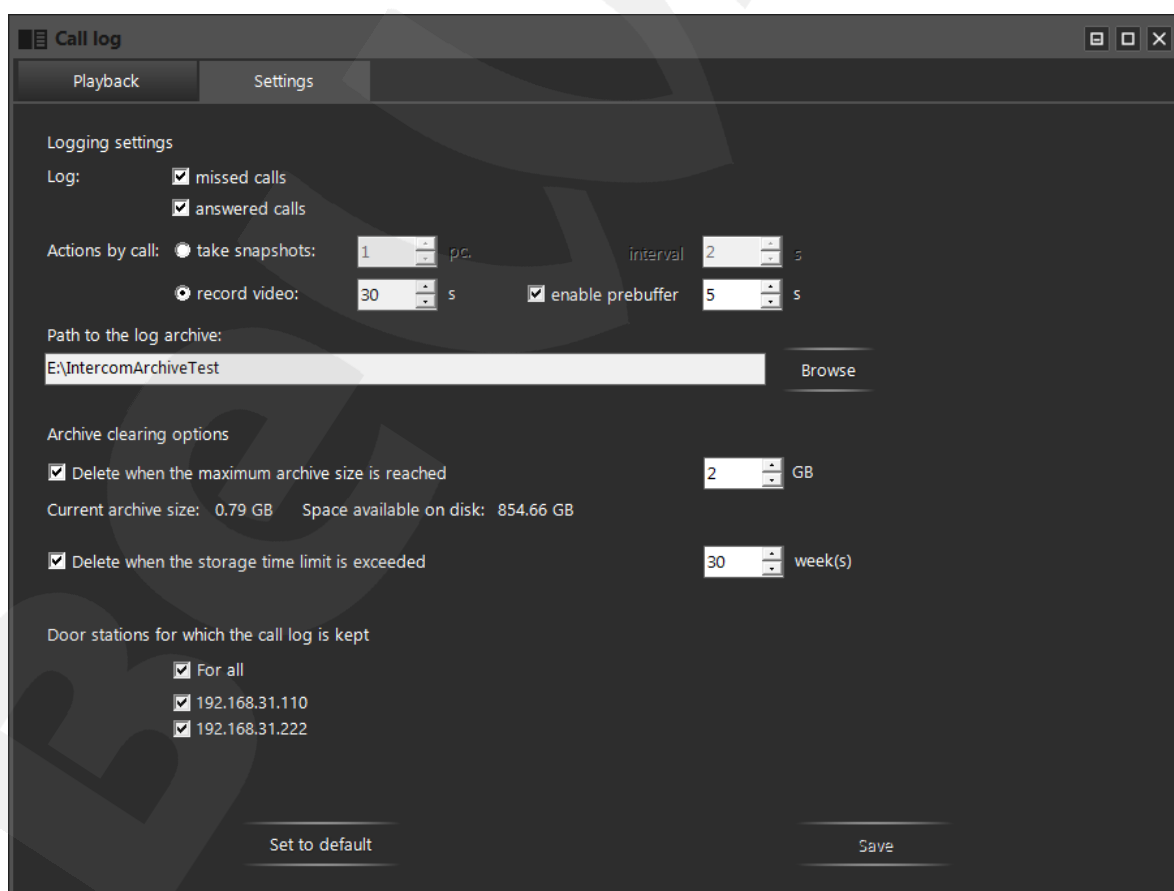 Call log
Playback Settings
Logging settings
Log: missed calls
answered calls
Actions by call: take snapshots: 1 pc. interval 2 s
record video: 30 s enable prebuffer 5 s
Path to the log archive:
E:\IntercomArchiveTest Browse
Archive clearing options
Delete when the maximum archive size is reached 2 GB
Current archive size: 0.79 GB Space available on disk: 854.66 GB
Delete when the storage time limit is exceeded 30 week(s)
Door stations for which the call log is kept
For all
192.168.31.110
192.168.31.222
Set to default Save